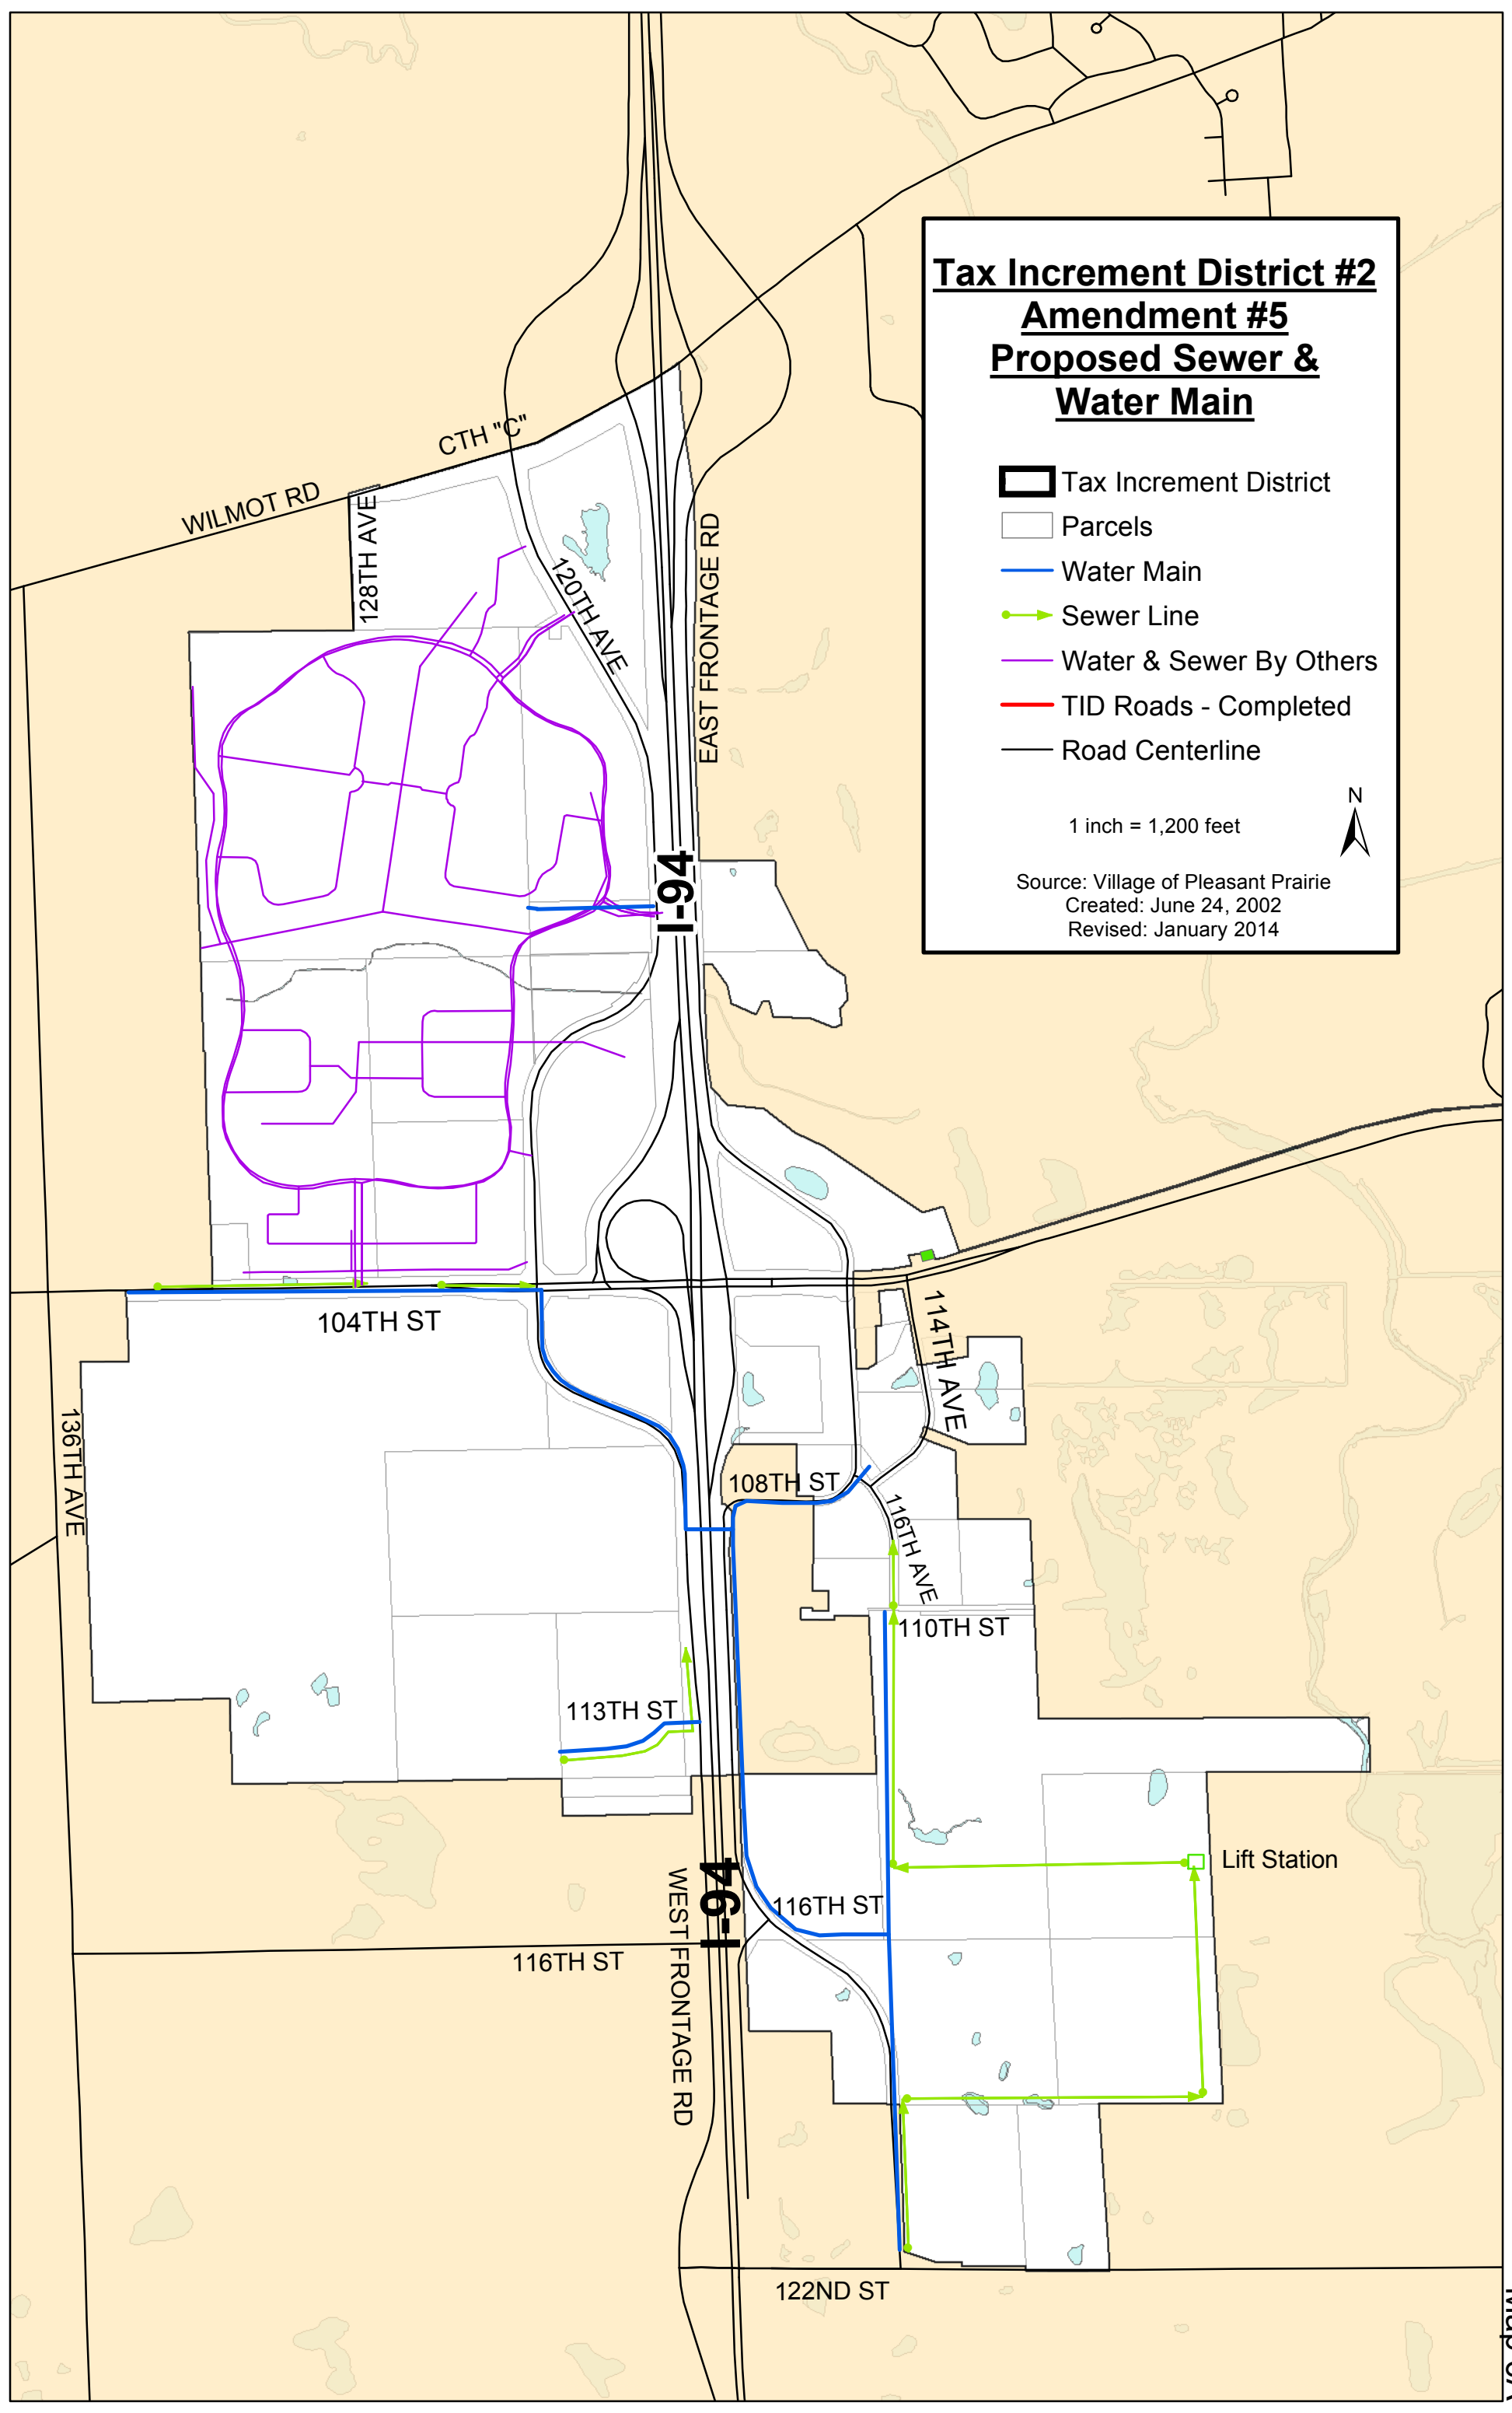 Tax Increment District #2
Amendment #5
Proposed Sewer &
Water Main
Tax Increment District
Parcels
Water Main
Sewer Line
Water & Sewer By Others
TID Roads - Completed
Road Centerline
N
1 inch = 1,200 feet
Source: Village of Pleasant Prairie
Created: June 24, 2002
Revised: January 2014
CTH "C"
WILMOT RD
128TH AVE
120TH AVE
EAST FRONTAGE RD
I-94
104TH ST
114TH AVE
136TH AVE
108TH ST
116TH AVE
110TH ST
113TH ST
Lift Station
I-94
WEST FRONTAGE RD
116TH ST
116TH ST
122ND ST